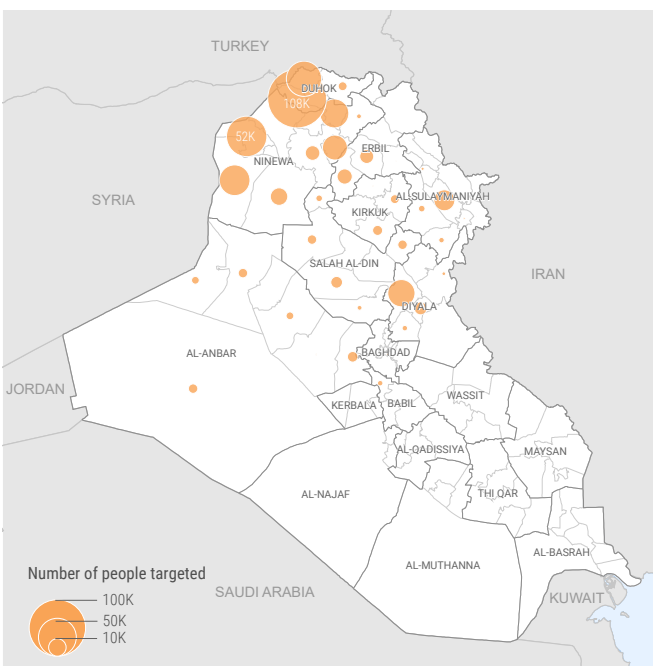 TURKEY
DUHOK
108K
52K
ERBIL
NINEWA
SYRIA
AL-SULAYMANIYAH
KIRKUK
SALAH AL-DIN
IRAN
DIYALA
AL-ANBAR
BAGHDAD
JORDAN
WASSIT
KERBALA
BABIL
AL-QADISSIYA
MAYSAN
AL-NAJAF
THI QAR
AL-BASRAH
AL-MUTHANNA
Number of people targeted
SAUDI ARABIA
KUWAIT
100K
50K
10K